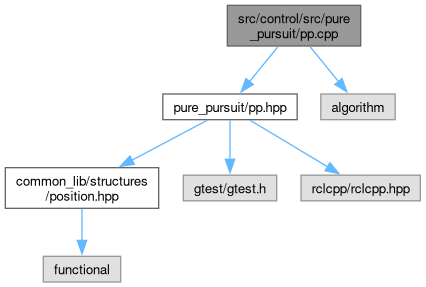 src/control/src/pure
_pursuit/pp.cpp
pure_pursuit/pp.hpp
algorithm
common_lib/structures
/position.hpp
gtest/gtest.h
rclcpp/rclcpp.hpp
functional